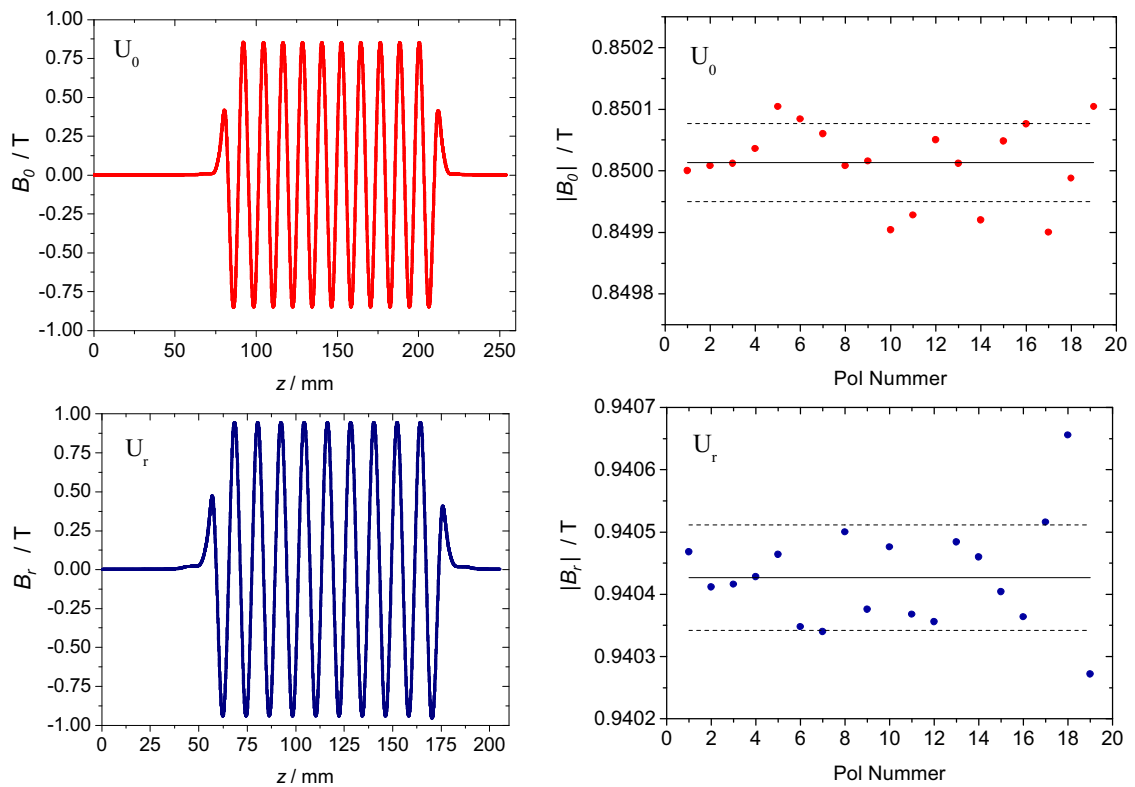 U0
1.00
0.75
0.50
0.25
0.00
-0.25
-0.50
-0.75
-1.00
B0 / T
0 50 100 150 200 250
z / mm
U0
0.8502
0.8501
0.8500
0.8499
0.8498
|B0| / T
0 2 4 6 8 10 12 14 16 18 20
Pol Nummer
Ur
1.00
0.75
0.50
0.25
0.00
-0.25
-0.50
-0.75
-1.00
Br / T
0 25 50 75 100 125 150 175 200
z / mm
Ur
0.9407
0.9406
0.9405
0.9404
0.9403
0.9402
|Br| / T
0 2 4 6 8 10 12 14 16 18 20
Pol Nummer